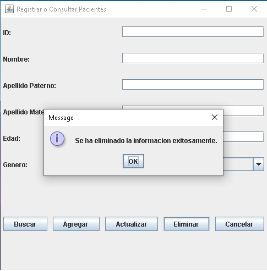 Registrar o Consultar Pacientes
ID:
Nombre:
Apellido Paterno:
Apellido Mate
Message
Se ha eliminado la informacion exitosamente.
Edad:
OK
Genero:
Buscar Agregar Actualizar Eliminar Cancelar